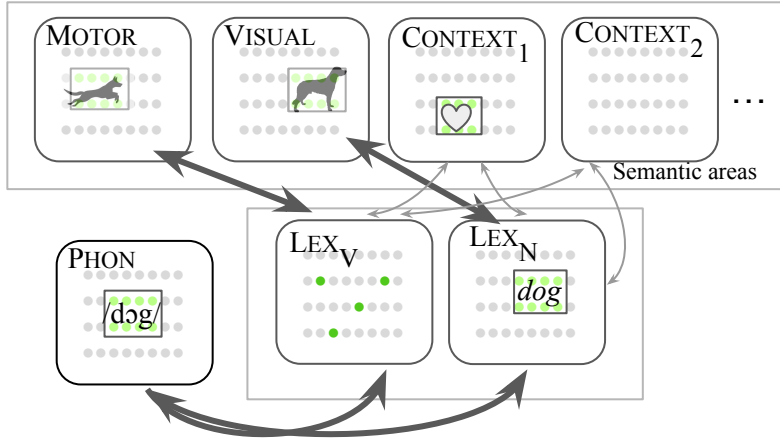 MOTOR
VISUAL
CONTEXT1
CONTEXT2
...
Semantic areas
LEXV
LEXN
PHON
dog
/dɔg/